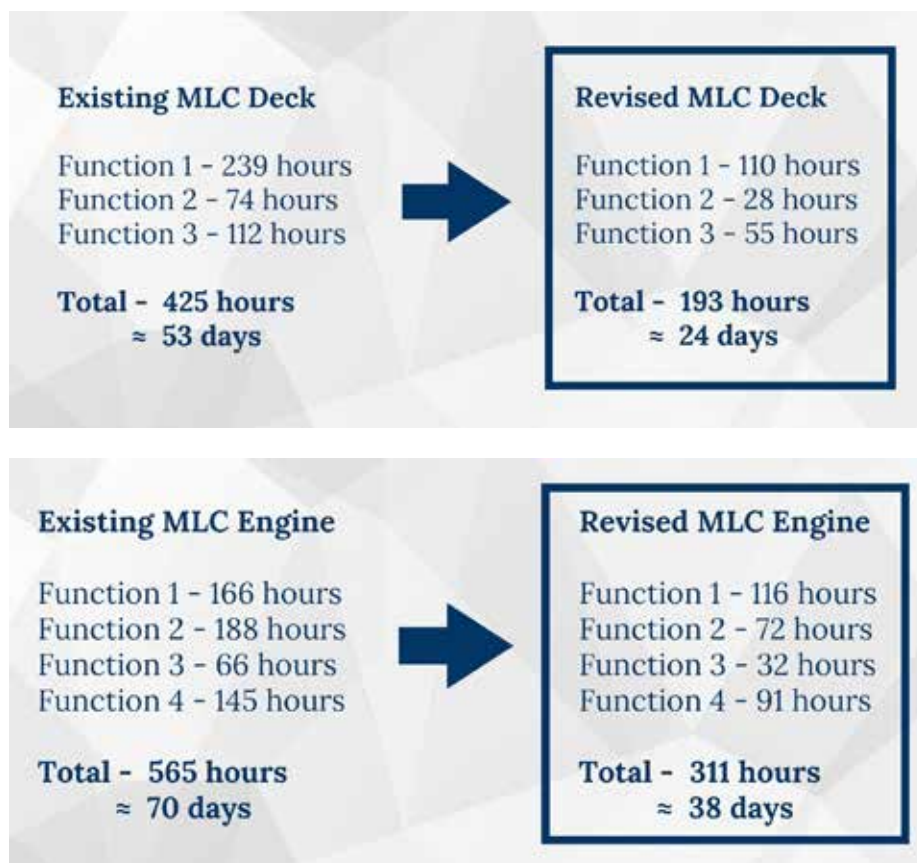 Existing MLC Deck
Function 1 - 239 hours
Function 2 - 74 hours
Function 3 - 112 hours
Total - 425 hours
≈ 53 days
Revised MLC Deck
Function 1 - 110 hours
Function 2 - 28 hours
Function 3 - 55 hours
Total - 193 hours
≈ 24 days
Existing MLC Engine
Function 1 - 166 hours
Function 2 - 188 hours
Function 3 - 66 hours
Function 4 - 145 hours
Total - 565 hours
≈ 70 days
Revised MLC Engine
Function 1 - 116 hours
Function 2 - 72 hours
Function 3 - 32 hours
Function 4 - 91 hours
Total - 311 hours
≈ 38 days